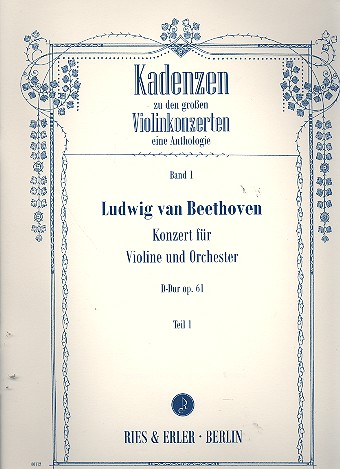 Kadenzen
zu den großen
Violinkonzerten
eine Anthologie
Band 1
Ludwig van Beethoven
Konzert für
Violine und Orchester
D-Dur op. 61
Teil 1
RIES & ERLER · BERLIN